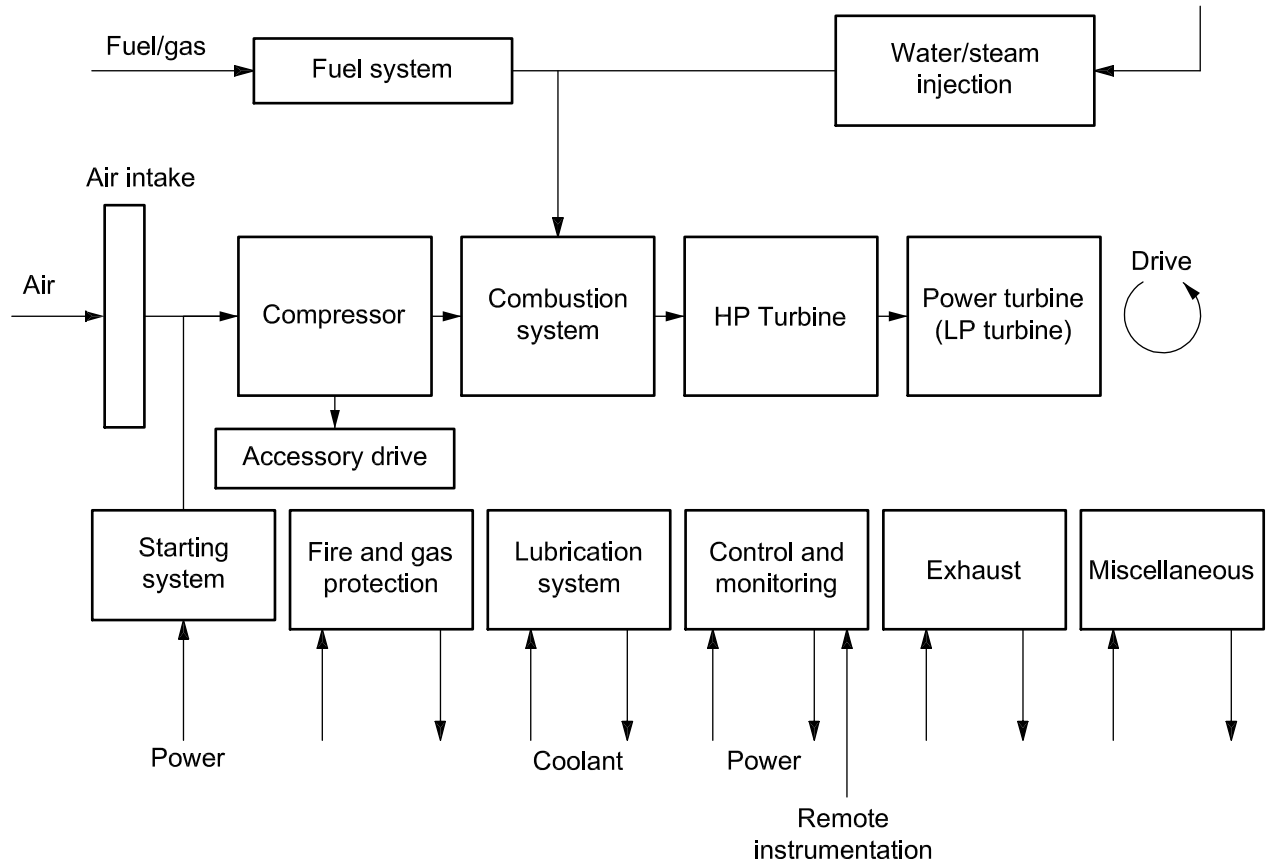 Fuel/gas
Fuel system
Water/steam
injection
Air intake
Air
Compressor
Combustion
system
HP Turbine
Power turbine
(LP turbine)
Drive
Accessory drive
Starting
system
Fire and gas
protection
Lubrication
system
Control and
monitoring
Exhaust
Miscellaneous
Power
Coolant
Power
Remote
instrumentation